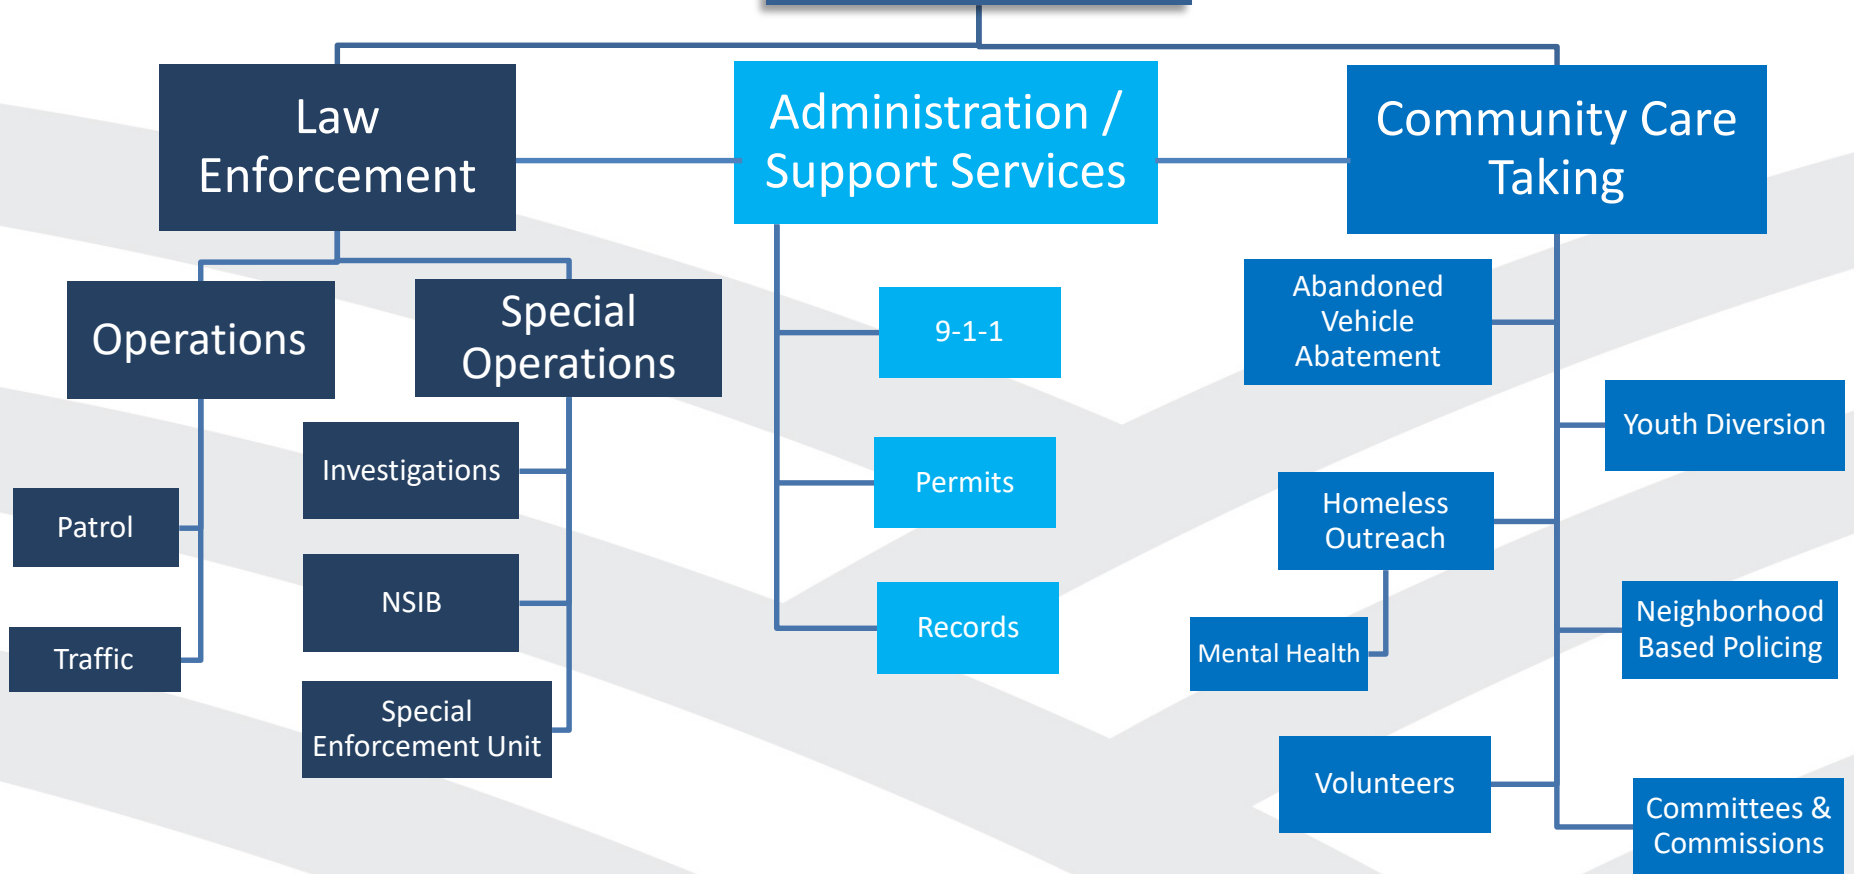 Law
Enforcement
Administration /
Support Services
Community Care
Taking
Operations
Special
Operations
Investigations
Patrol
NSIB
Traffic
Special
Enforcement Unit
9-1-1
Permits
Records
Abandoned
Vehicle
Abatement
Youth Diversion
Homeless
Outreach
Mental Health
Neighborhood
Based Policing
Volunteers
Committees &
Commissions